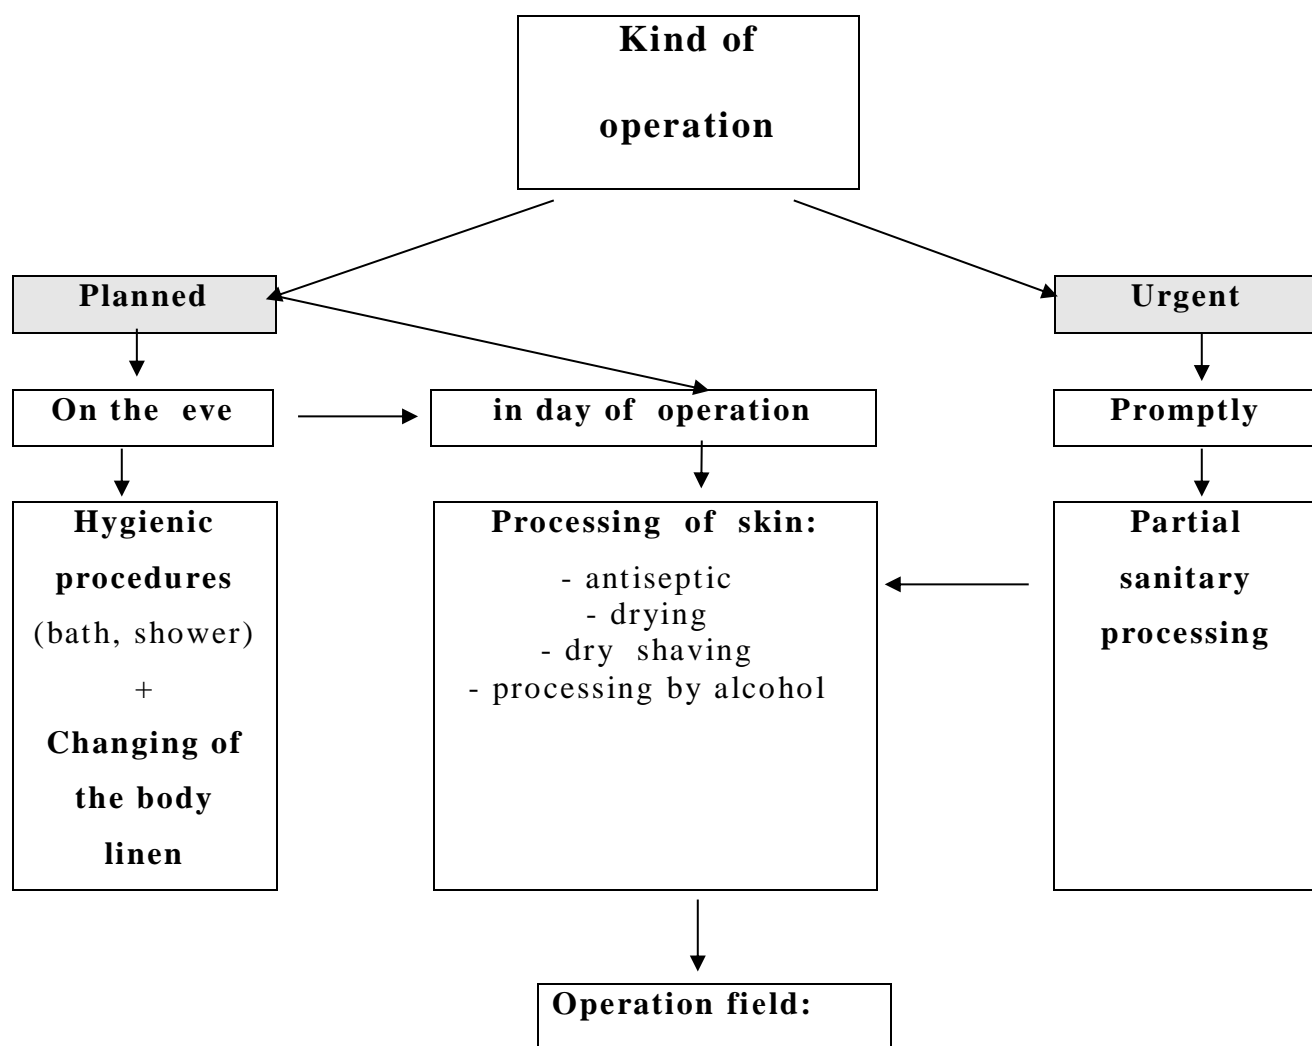 Kind of
operation
Planned
Urgent
On the eve
in day of operation
Promptly
Hygienic
procedures
(bath, shower)
+
Changing of
the body
linen
Processing of skin:
- antiseptic
- drying
- dry shaving
- processing by alcohol
Partial
sanitary
processing
Operation field: